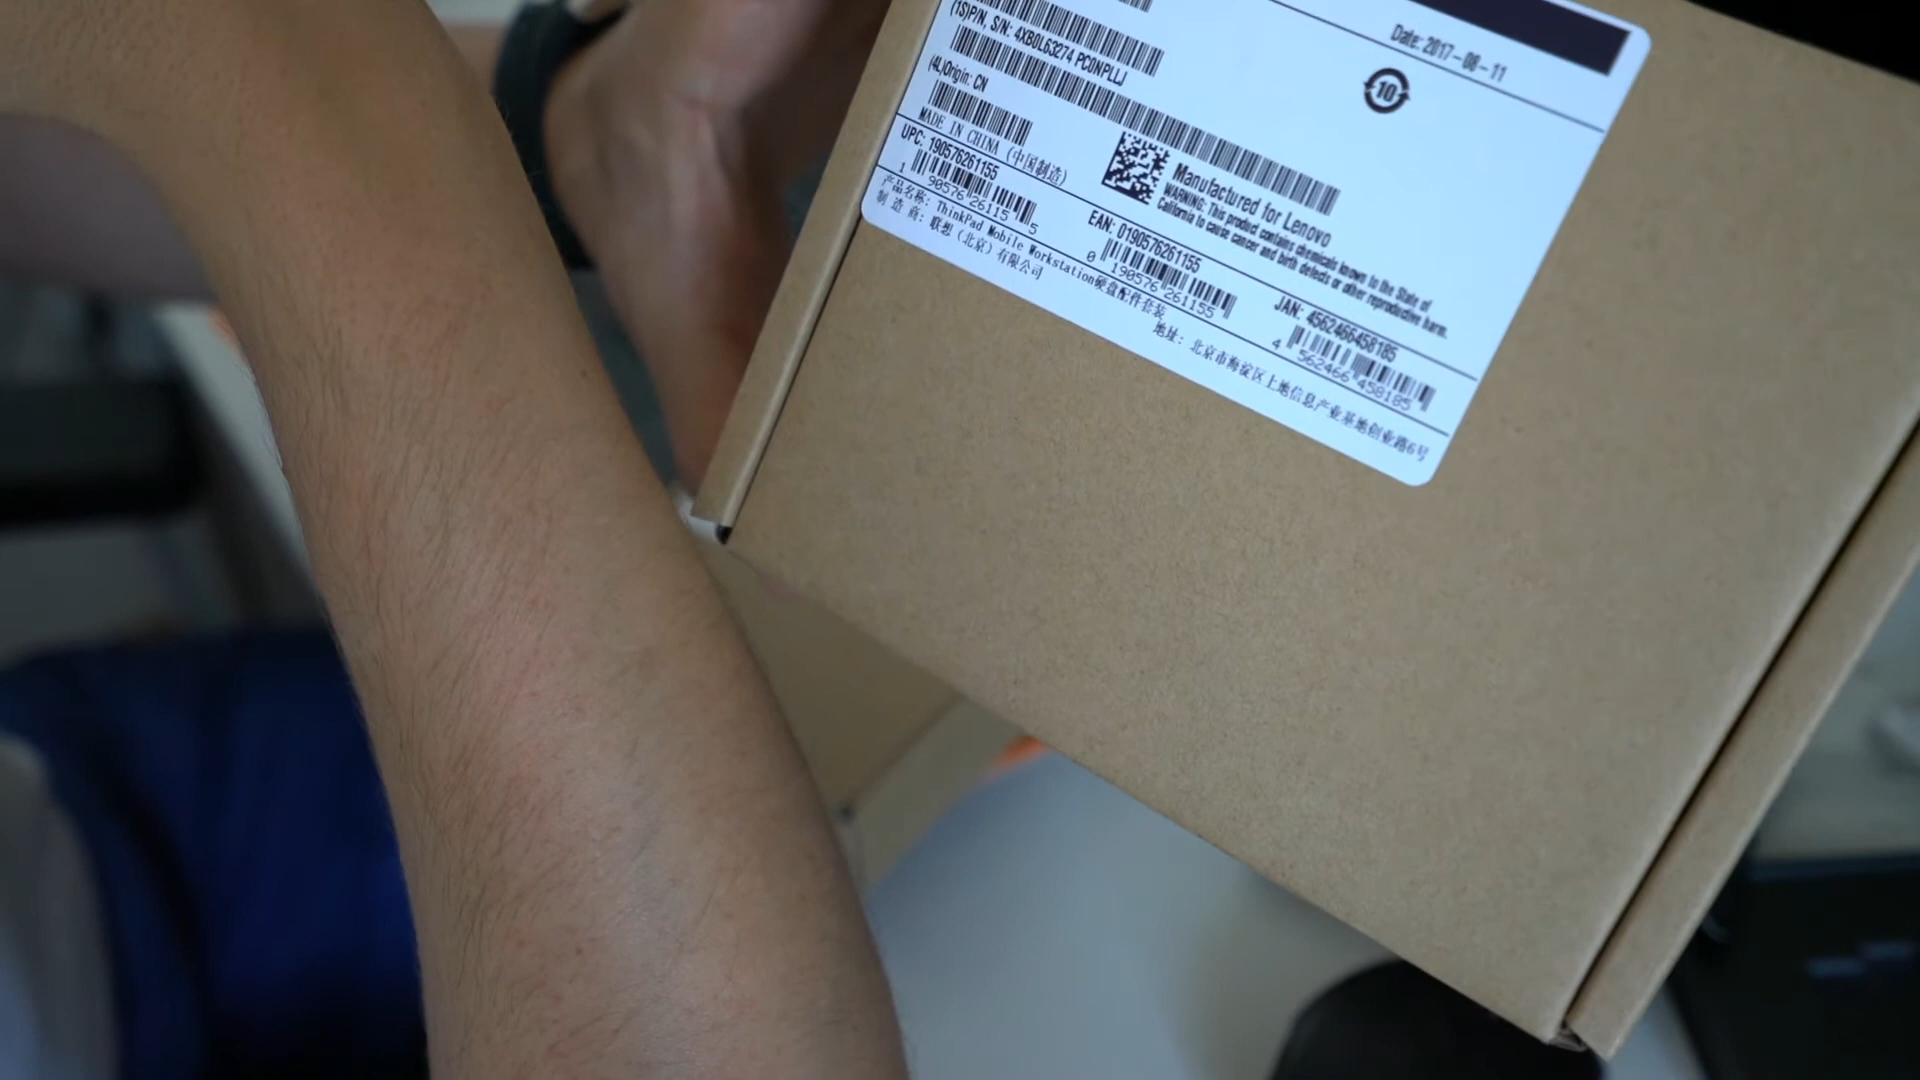 Date: 2017-08-11
10
(1S)P/N, S/N: 4XB0L63274 PC0NPLLJ
(4L)Origin: CN
MADE IN CHINA (中国制造)
Manufactured for Lenovo
WARNING: This product contains chemicals known to the State of
California to cause cancer and birth defects or other reproductive harm.
UPC: 190576261155
1 90576 26115 5
EAN: 0190576261155
0 190576 261155
JAN: 4562466458185
4 562466 458185
产品名称: ThinkPad Mobile Workstation硬盘配件套装
制 造 商: 联想 (北京) 有限公司
地址: 北京市海淀区上地信息产业基地创业路6号